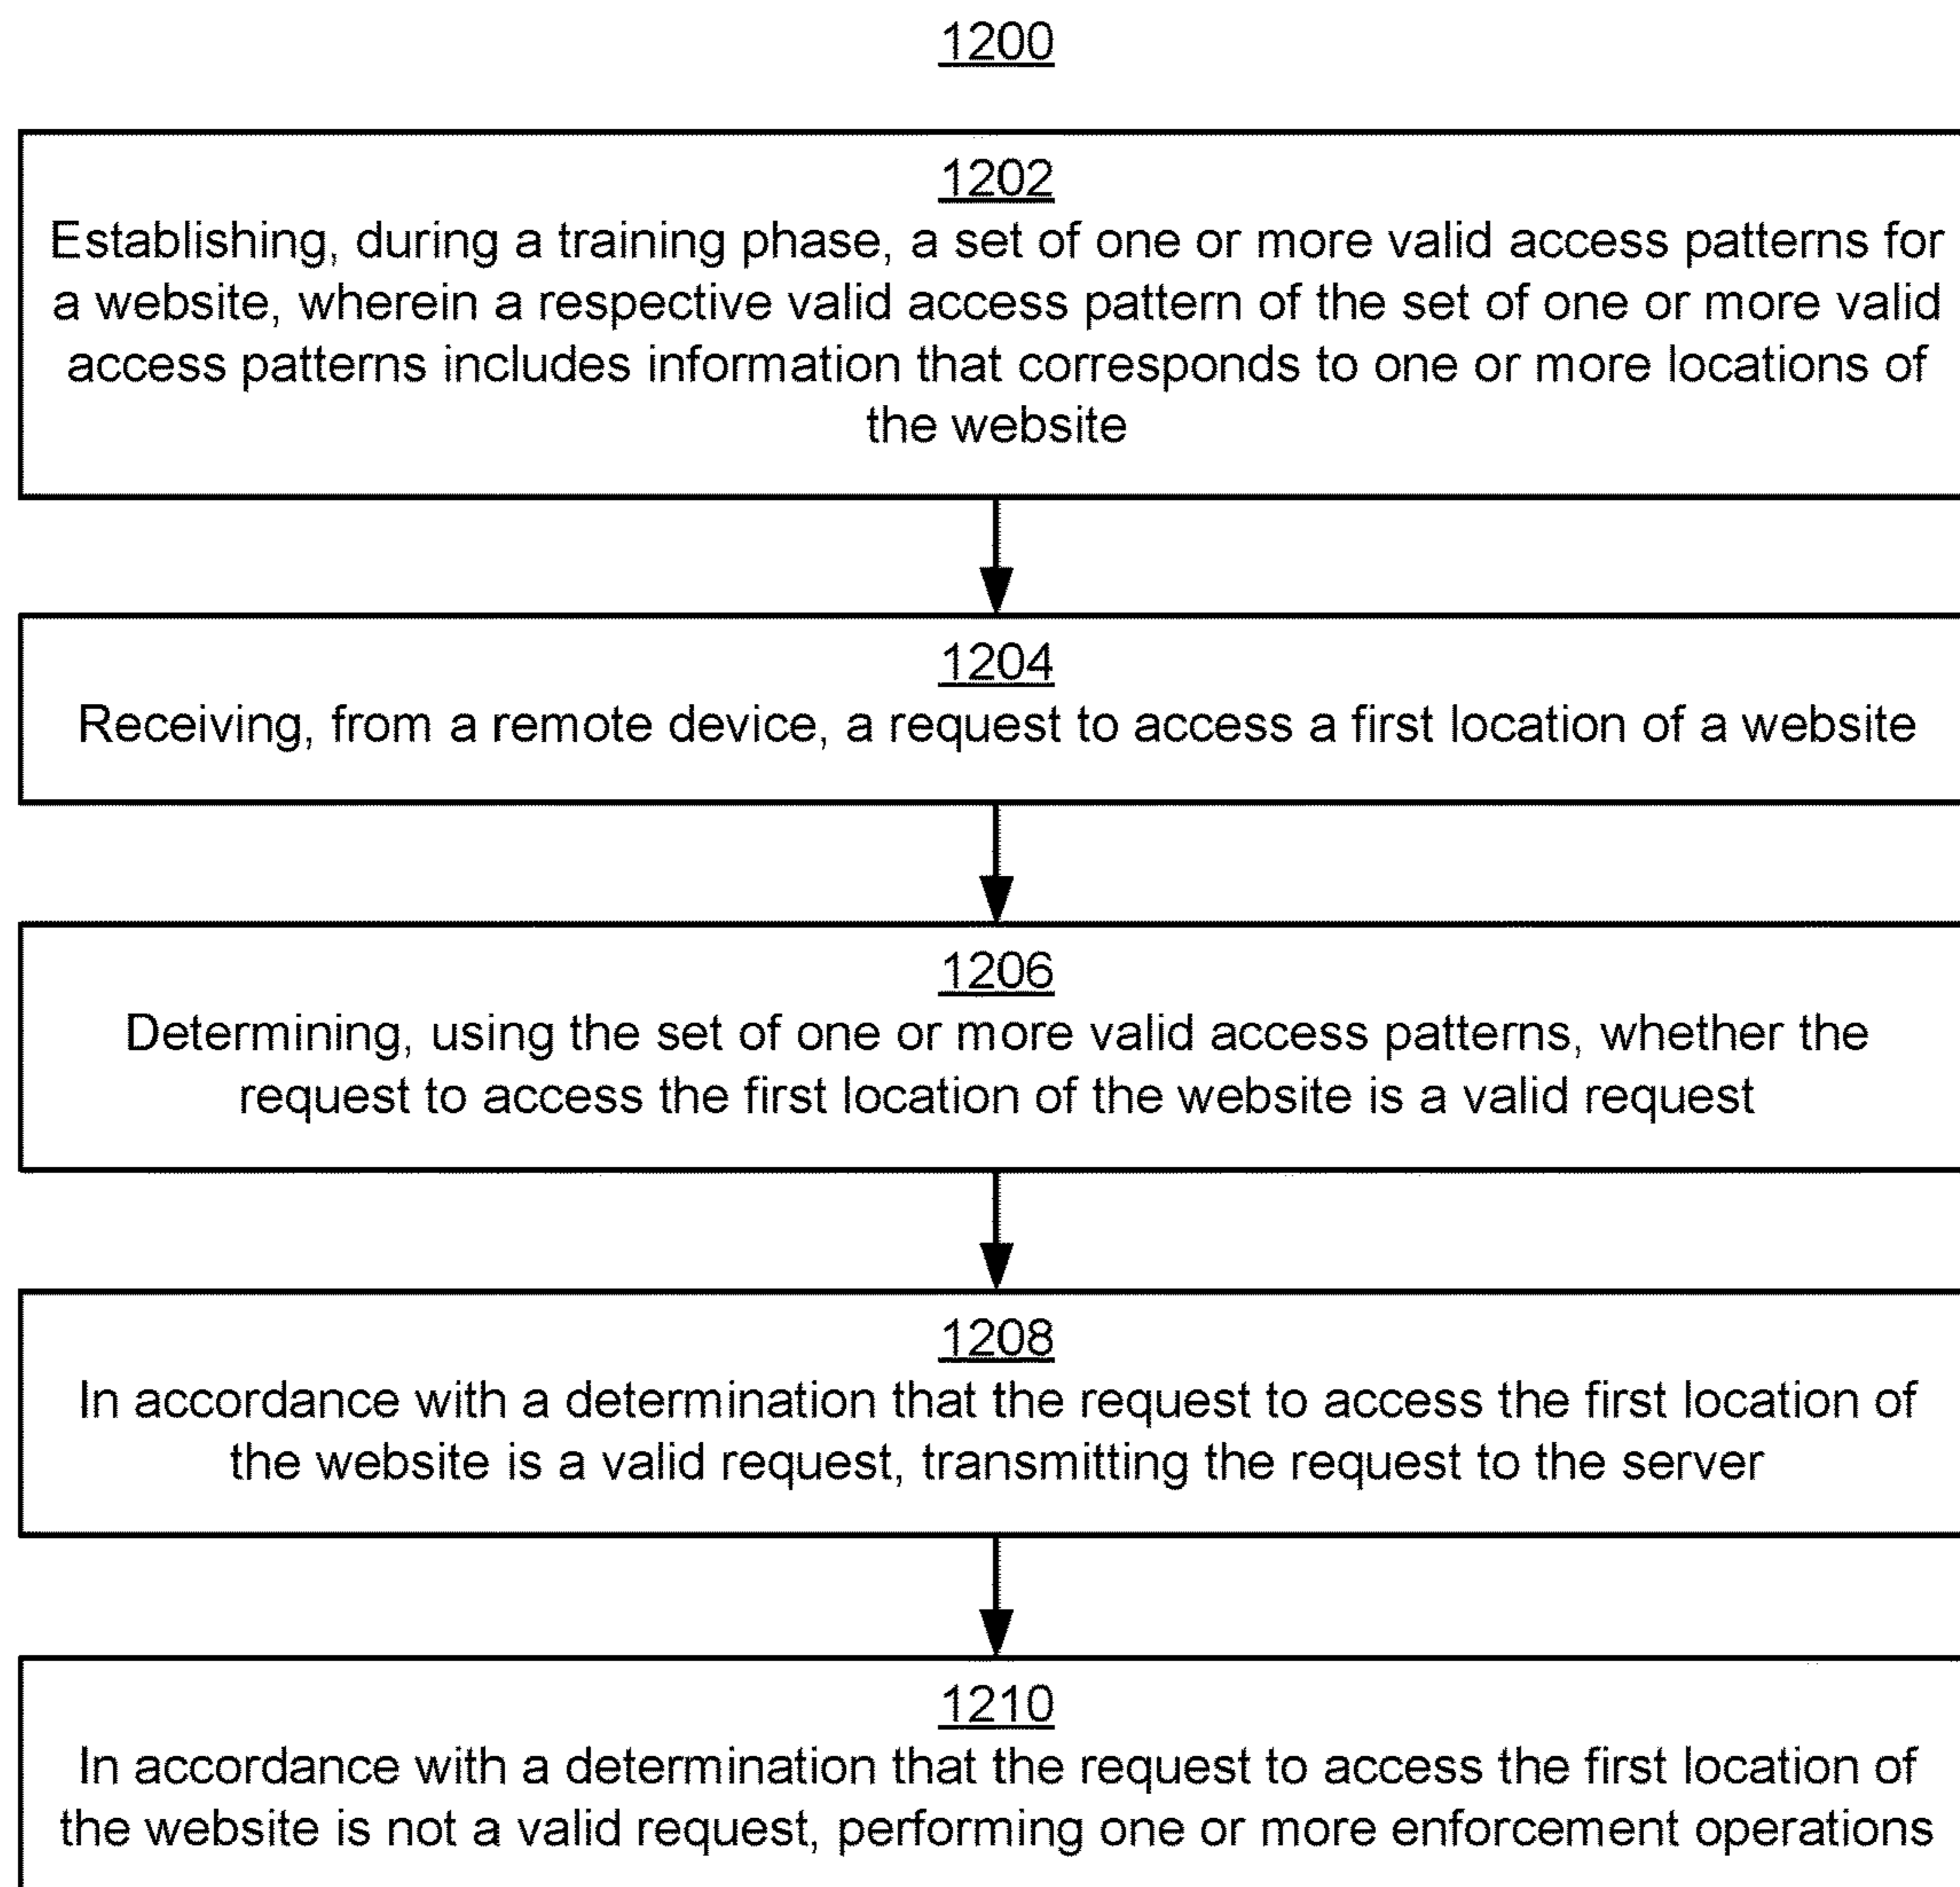 1200
1202
Establishing, during a training phase, a set of one or more valid access patterns for
a website, wherein a respective valid access pattern of the set of one or more valid
access patterns includes information that corresponds to one or more locations of
the website
1204
Receiving, from a remote device, a request to access a first location of a website
1206
Determining, using the set of one or more valid access patterns, whether the
request to access the first location of the website is a valid request
1208
In accordance with a determination that the request to access the first location of
the website is a valid request, transmitting the request to the server
1210
In accordance with a determination that the request to access the first location of
the website is not a valid request, performing one or more enforcement operations